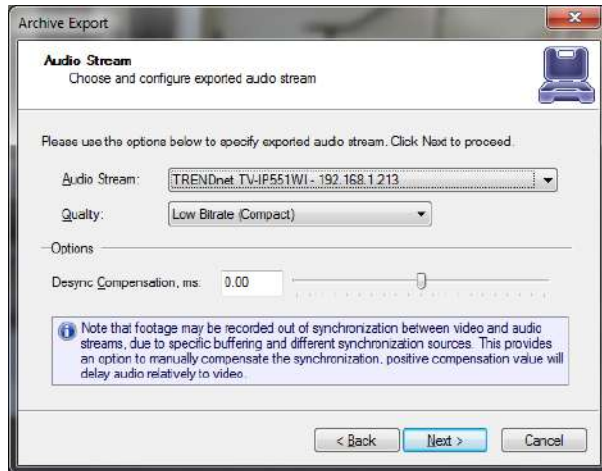 Archive Export
Audio Stream
Choose and configure exported audio stream
Please use the options below to specify exported audio stream. Click Next to proceed.
Audio Stream: TRENDnet TV-IP551WI - 192.168.1.213
Quality: Low Bitrate (Compact)
Options
Desync Compensation, ms: 0.00
Note that footage may be recorded out of synchronization between video and audio
streams, due to specific buffering and different synchronization sources. This provides
an option to manually compensate the synchronization, positive compensation value will
delay audio relatively to video.
< Back Next > Cancel